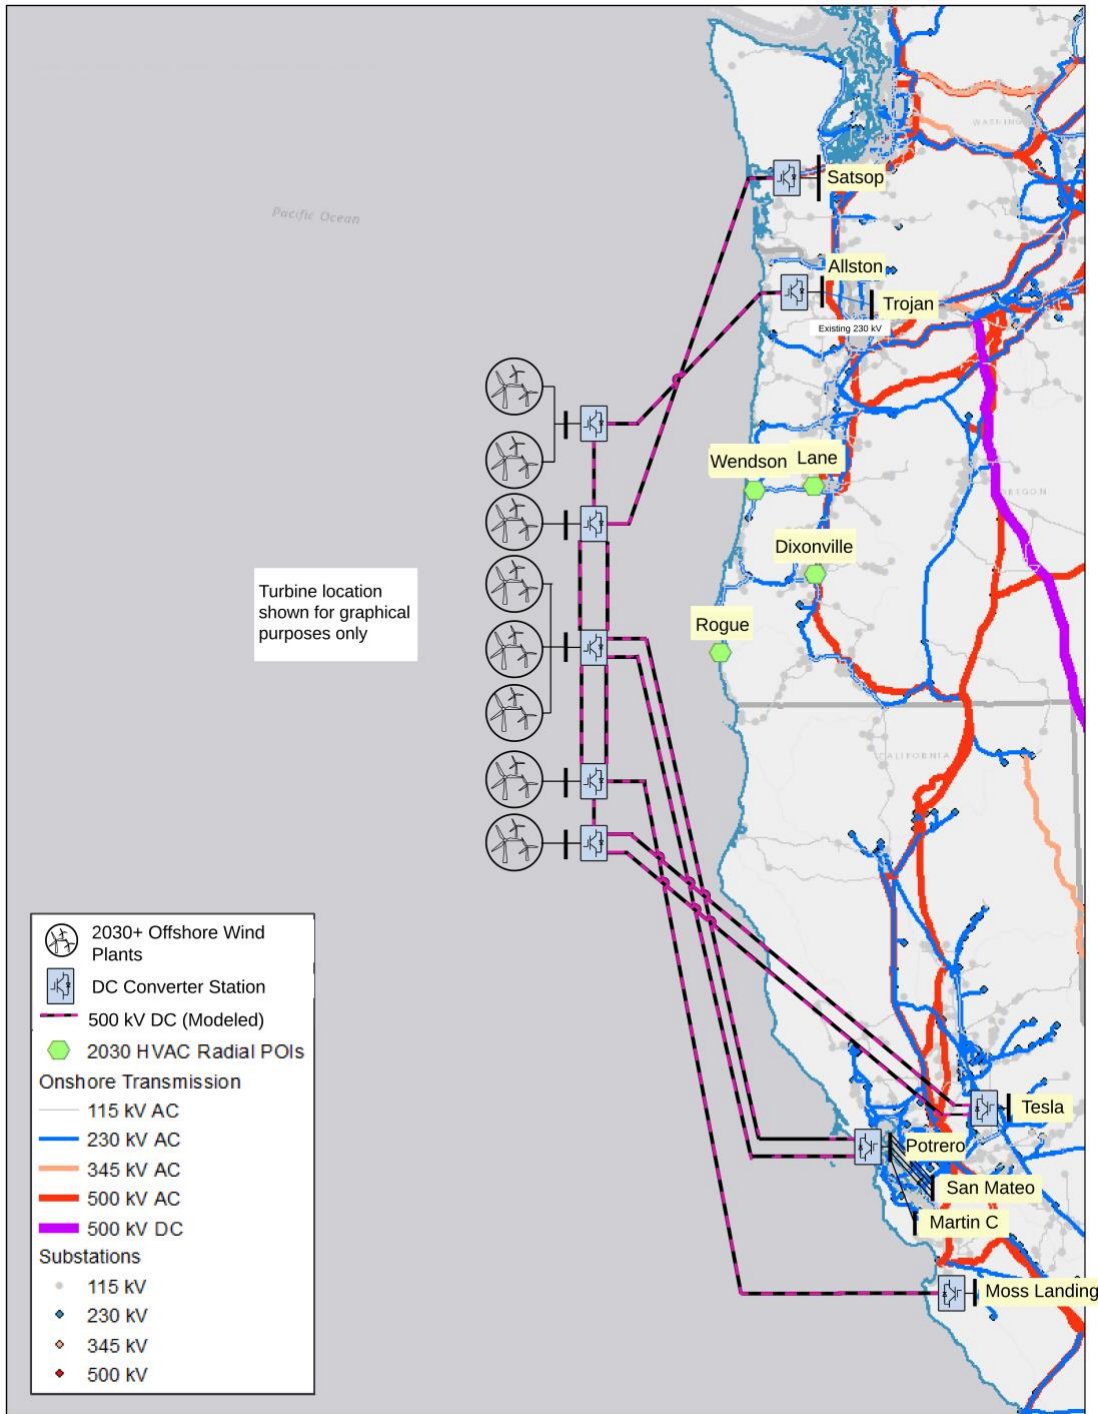 Pacific Ocean
WASHINGTON
Satsop
Allston
Trojan
Existing 230 kV
Wendson
Lane
OREGON
Dixonville
Turbine location
shown for graphical
purposes only
Rogue
CALIFORNIA
2030+ Offshore Wind
Plants
DC Converter Station
500 kV DC (Modeled)
2030 HVAC Radial POIs
Onshore Transmission
115 kV AC
230 kV AC
345 kV AC
500 kV AC
500 kV DC
Substations
115 kV
230 kV
345 kV
500 kV
Tesla
Potrero
San Mateo
Martin C
Moss Landing